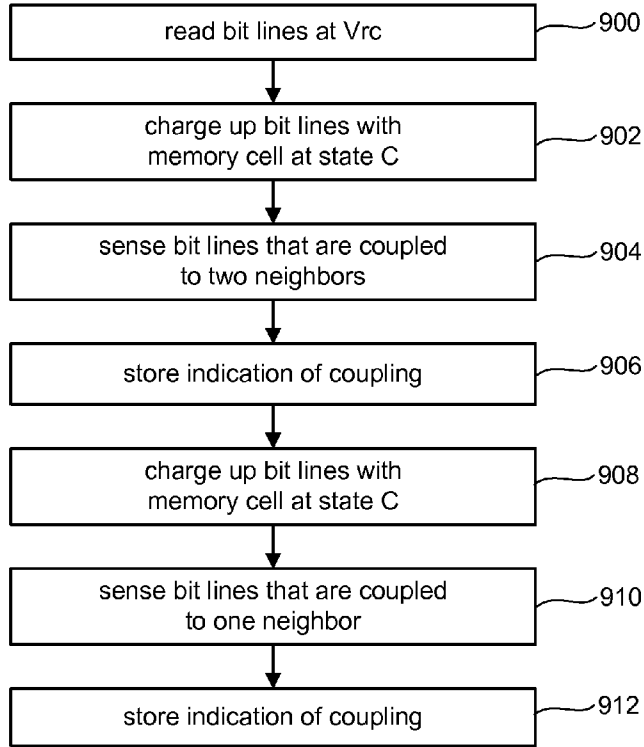 read bit lines at Vrc
900
charge up bit lines with
memory cell at state C
902
sense bit lines that are coupled
to two neighbors
904
store indication of coupling
906
charge up bit lines with
memory cell at state C
908
sense bit lines that are coupled
to one neighbor
910
store indication of coupling
912